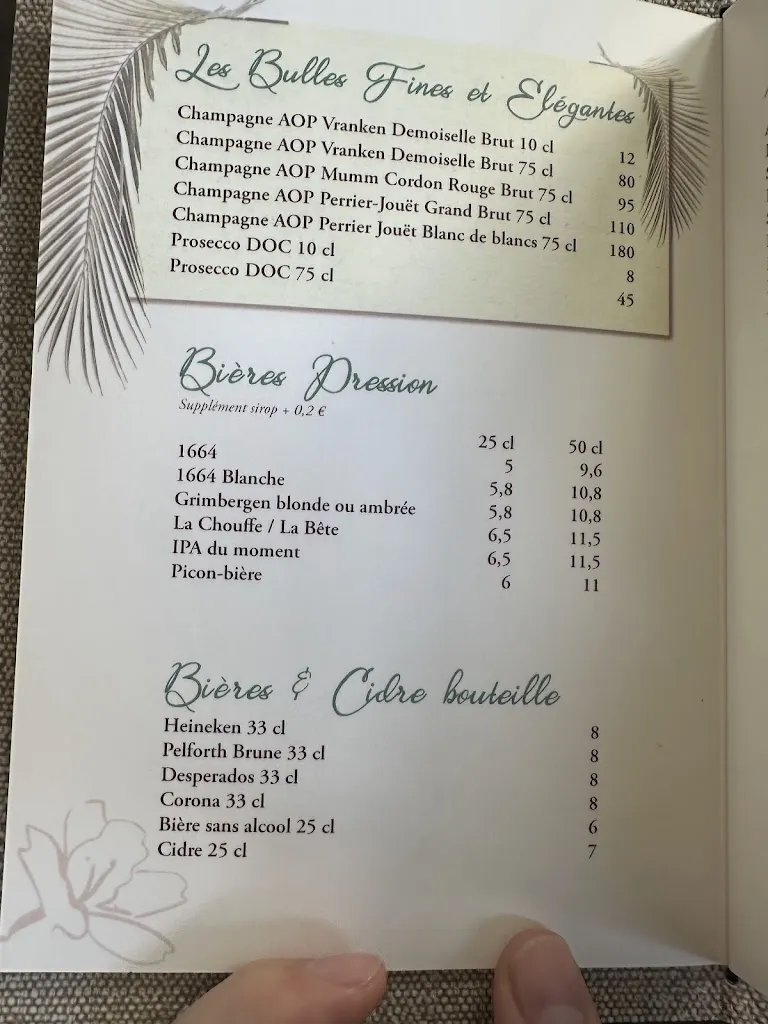 Les Bulles Fines et Elégantes
Champagne AOP Vranken Demoiselle Brut 10 cl 12
Champagne AOP Vranken Demoiselle Brut 75 cl 80
Champagne AOP Mumm Cordon Rouge Brut 75 cl 95
Champagne AOP Perrier-Jouët Grand Brut 75 cl 110
Champagne AOP Perrier Jouët Blanc de blancs 75 cl 180
Prosecco DOC 10 cl 8
Prosecco DOC 75 cl 45
Bières Pression
Supplément sirop + 0,2 €
25 cl 50 cl
1664 5 9,6
1664 Blanche 5,8 10,8
Grimbergen blonde ou ambrée 5,8 10,8
La Chouffe / La Bête 6,5 11,5
IPA du moment 6,5 11,5
Picon-bière 6 11
Bières & Cidre bouteille
Heineken 33 cl 8
Pelforth Brune 33 cl 8
Desperados 33 cl 8
Corona 33 cl 8
Bière sans alcool 25 cl 6
Cidre 25 cl 7